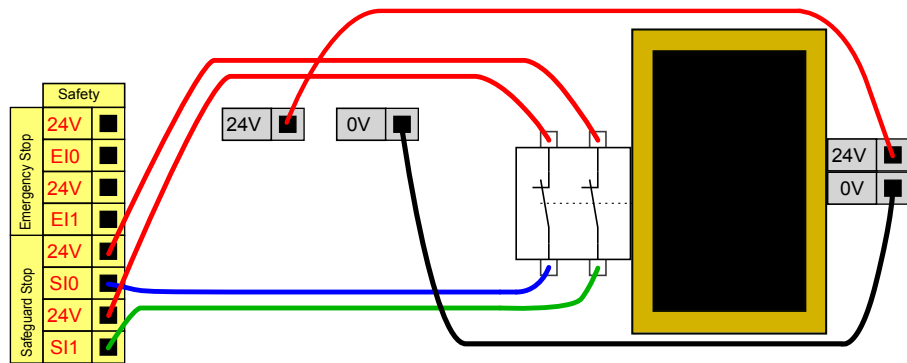 Safety
Emergency Stop
24V
EI0
24V
EI1
Safeguard Stop
24V
SI0
24V
SI1
24V
0V
24V
0V